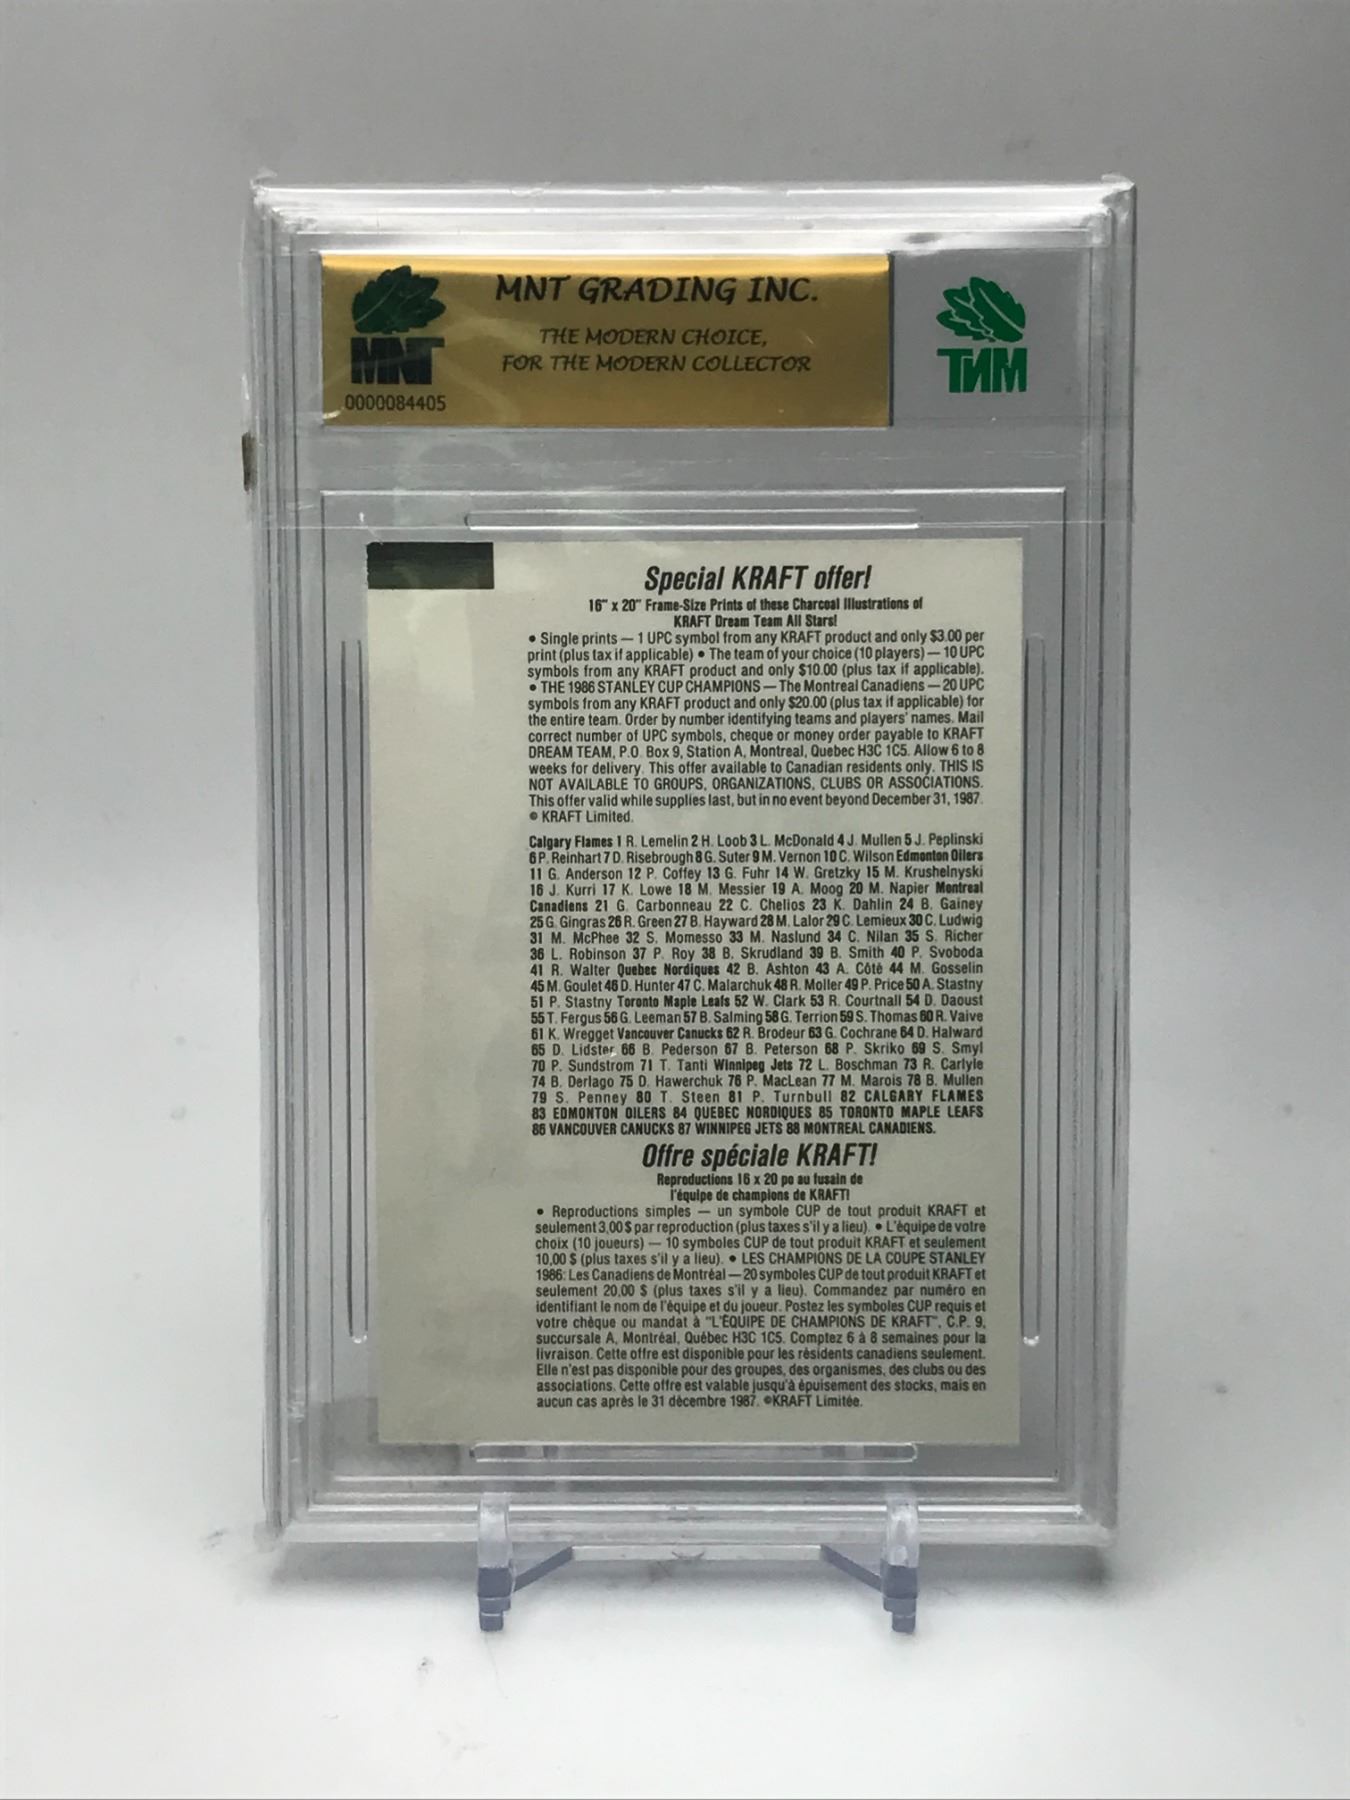 MNT GRADING INC.
THE MODERN CHOICE,
FOR THE MODERN COLLECTOR
MNT
0000084405
MNT
Special KRAFT offer!
16" x 20" Frame-Size Prints of these Charcoal Illustrations of
KRAFT Dream Team All Stars!
• Single prints — 1 UPC symbol from any KRAFT product and only $3.00 per
print (plus tax if applicable) • The team of your choice (10 players) — 10 UPC
symbols from any KRAFT product and only $10.00 (plus tax if applicable).
• THE 1986 STANLEY CUP CHAMPIONS — The Montreal Canadiens — 20 UPC
symbols from any KRAFT product and only $20.00 (plus tax if applicable) for
the entire team. Order by number identifying teams and players' names. Mail
correct number of UPC symbols, cheque or money order payable to KRAFT
DREAM TEAM, P.O. Box 9, Station A, Montreal, Quebec H3C 1C5. Allow 6 to 8
weeks for delivery. This offer available to Canadian residents only. THIS IS
NOT AVAILABLE TO GROUPS, ORGANIZATIONS, CLUBS OR ASSOCIATIONS.
This offer valid while supplies last, but in no event beyond December 31, 1987.
© KRAFT Limited.
Calgary Flames 1 R. Lemelin 2 H. Loob 3 L. McDonald 4 J. Mullen 5 J. Peplinski
6 P. Reinhart 7 D. Risebrough 8 G. Suter 9 M. Vernon 10 C. Wilson Edmonton Oilers
11 G. Anderson 12 P. Coffey 13 G. Fuhr 14 W. Gretzky 15 M. Krushelnyski
16 J. Kurri 17 K. Lowe 18 M. Messier 19 A. Moog 20 M. Napier Montreal
Canadiens 21 G. Carbonneau 22 C. Chelios 23 K. Dahlin 24 B. Gainey
25 G. Gingras 26 R. Green 27 B. Hayward 28 M. Lalor 29 C. Lemieux 30 C. Ludwig
31 M. McPhee 32 S. Momesso 33 M. Naslund 34 C. Nilan 35 S. Richer
36 L. Robinson 37 P. Roy 38 B. Skrudland 39 B. Smith 40 P. Svoboda
41 R. Walter Quebec Nordiques 42 B. Ashton 43 A. Côté 44 M. Gosselin
45 M. Goulet 46 D. Hunter 47 C. Malarchuk 48 R. Moller 49 P. Price 50 A. Stastny
51 P. Stastny Toronto Maple Leafs 52 W. Clark 53 R. Courtnall 54 D. Daoust
55 T. Fergus 56 G. Leeman 57 B. Salming 58 G. Terrion 59 S. Thomas 60 R. Vaive
61 K. Wregget Vancouver Canucks 62 R. Brodeur 63 G. Cochrane 64 D. Halward
65 D. Lidster 66 B. Pederson 67 B. Peterson 68 P. Skriko 69 S. Smyl
70 P. Sundstrom 71 T. Tanti Winnipeg Jets 72 L. Boschman 73 R. Carlyle
74 B. Derlago 75 D. Hawerchuk 76 P. MacLean 77 M. Marois 78 B. Mullen
79 S. Penney 80 T. Steen 81 P. Turnbull 82 CALGARY FLAMES
83 EDMONTON OILERS 84 QUEBEC NORDIQUES 85 TORONTO MAPLE LEAFS
86 VANCOUVER CANUCKS 87 WINNIPEG JETS 88 MONTREAL CANADIENS.
Offre spéciale KRAFT!
Reproductions 16 x 20 po au fusain de
l'équipe de champions de KRAFT!
• Reproductions simples — un symbole CUP de tout produit KRAFT et
seulement 3,00 $ par reproduction (plus taxes s'il y a lieu). • L'équipe de votre
choix (10 joueurs) — 10 symboles CUP de tout produit KRAFT et seulement
10,00 $ (plus taxes s'il y a lieu). • LES CHAMPIONS DE LA COUPE STANLEY
1986: Les Canadiens de Montréal — 20 symboles CUP de tout produit KRAFT et
seulement 20,00 $ (plus taxes s'il y a lieu). Commandez par numéro en
identifiant le nom de l'équipe et du joueur. Postez les symboles CUP requis et
votre chèque ou mandat à "L'ÉQUIPE DE CHAMPIONS DE KRAFT", C.P. 9,
succursale A, Montréal, Québec H3C 1C5. Comptez 6 à 8 semaines pour la
livraison. Cette offre est disponible pour les résidents canadiens seulement.
Elle n'est pas disponible pour des groupes, des organismes, des clubs ou des
associations. Cette offre est valable jusqu'à épuisement des stocks, mais en
aucun cas après le 31 décembre 1987. ©KRAFT Limitée.